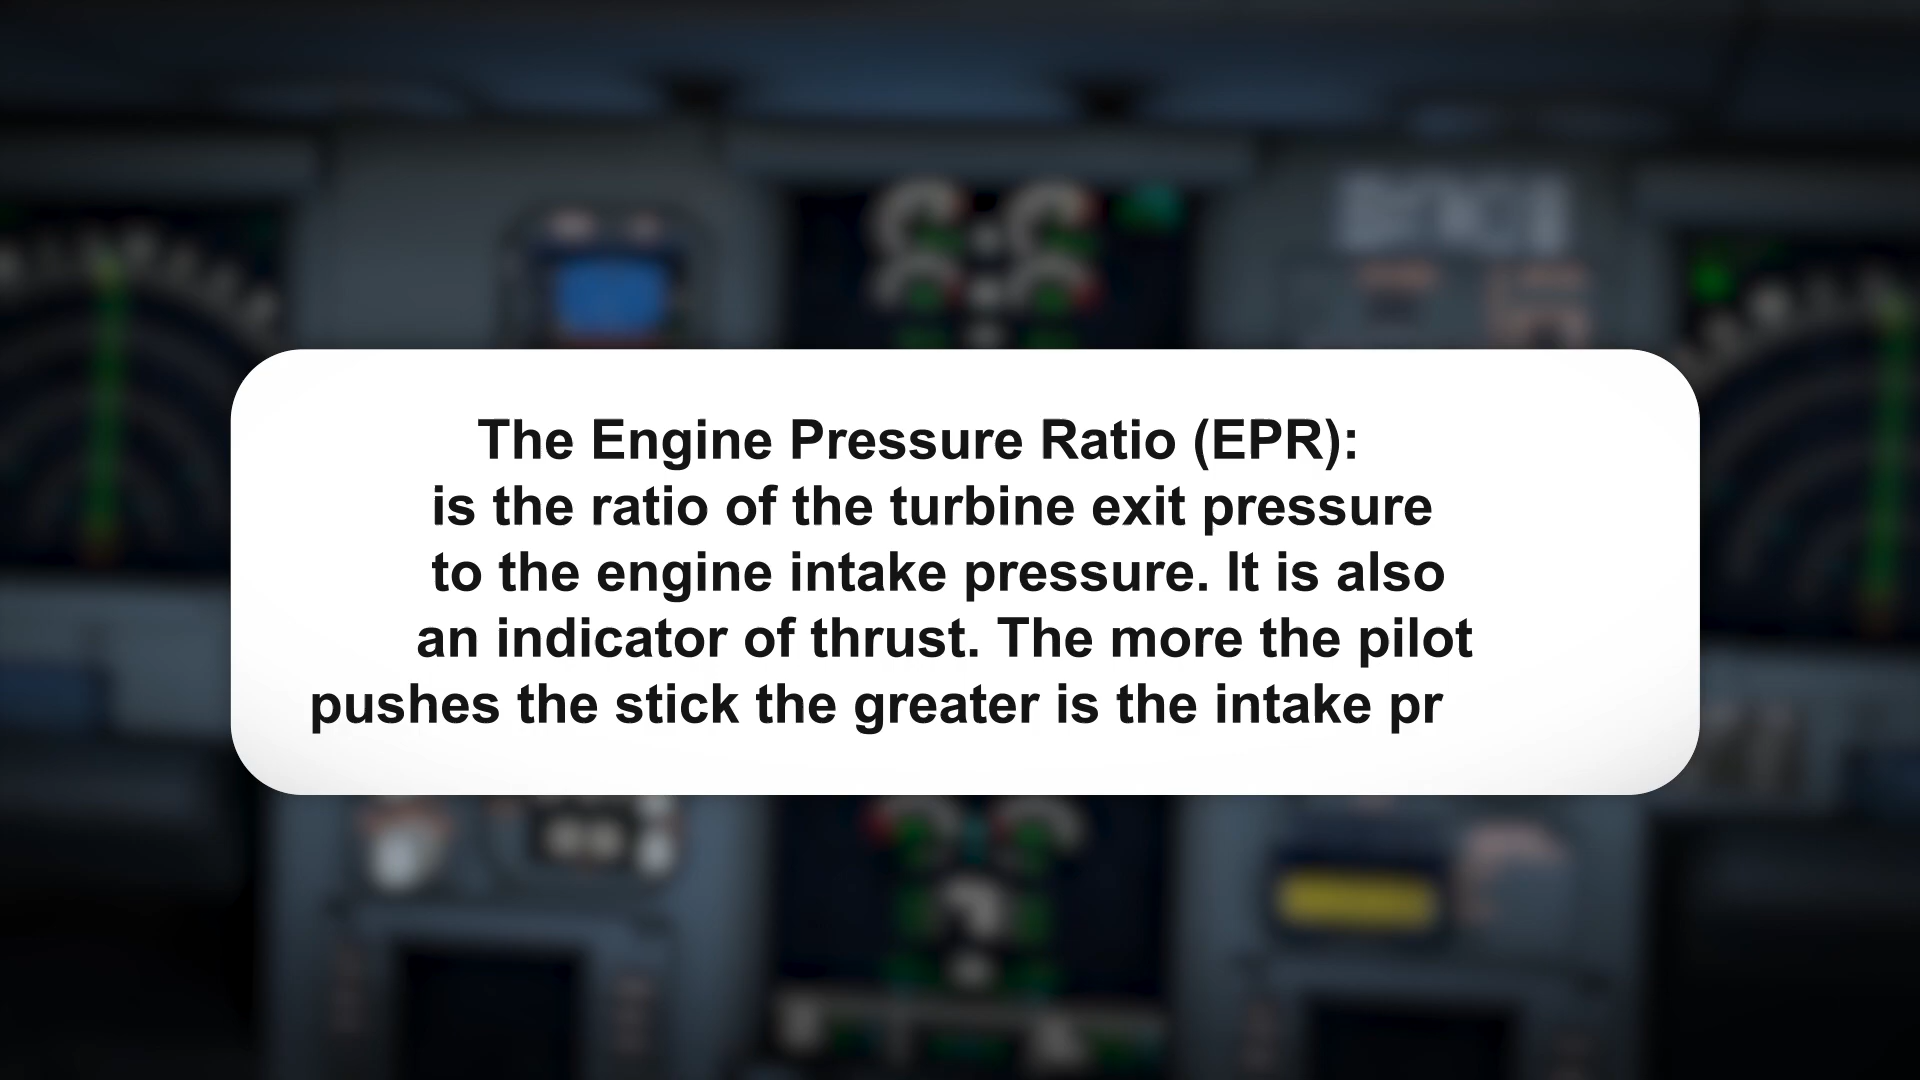 The Engine Pressure Ratio (EPR):
is the ratio of the turbine exit pressure
to the engine intake pressure. It is also
an indicator of thrust. The more the pilot
pushes the stick the greater is the intake pr